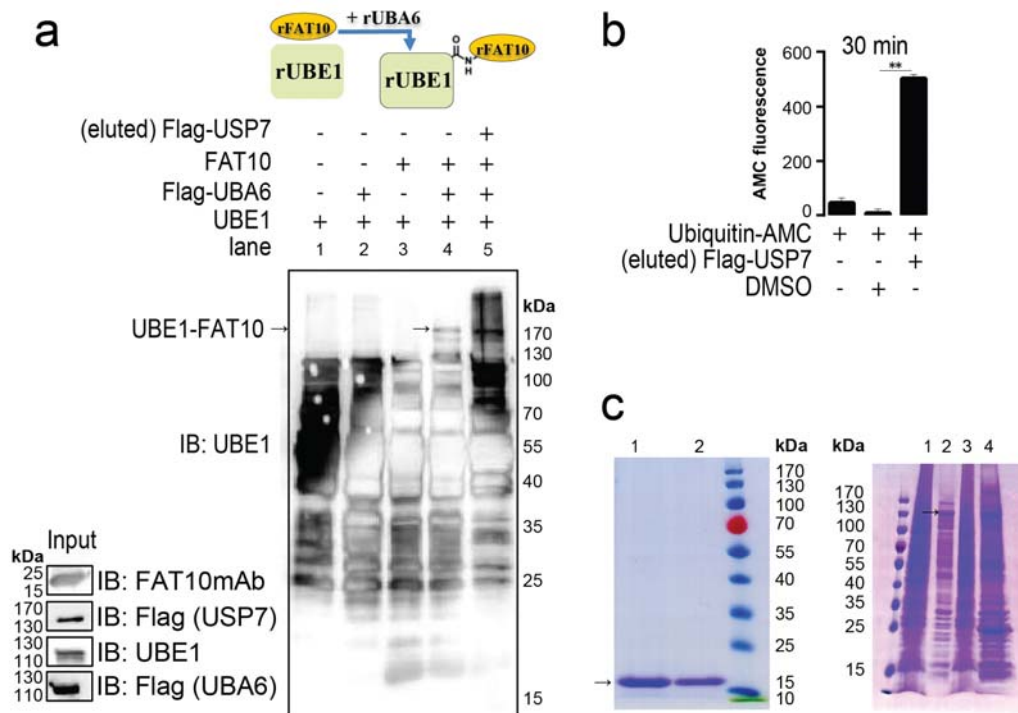 a
+ rUBA6
rFAT10
rUBE1
rUBE1
O
N
H
rFAT10
(eluted) Flag-USP7 - - - - +
FAT10 - - + + +
Flag-UBA6 - + - + +
UBE1 + + + + +
lane 1 2 3 4 5
UBE1-FAT10 →
→
IB: UBE1
kDa
170
130
100
70
55
40
35
25
15
kDa Input
25
15
IB: FAT10mAb
170
130
IB: Flag (USP7)
130
110
IB: UBE1
130
110
IB: Flag (UBA6)
b
30 min
**
AMC fluorescence
600
400
200
0
Ubiquitin-AMC + + +
(eluted) Flag-USP7 - - +
DMSO - + -
c
1 2 kDa
170
130
100
70
55
40
35
25
15
10
→
1 2 3 4
170
130
100
70
55
40
35
25
15
→